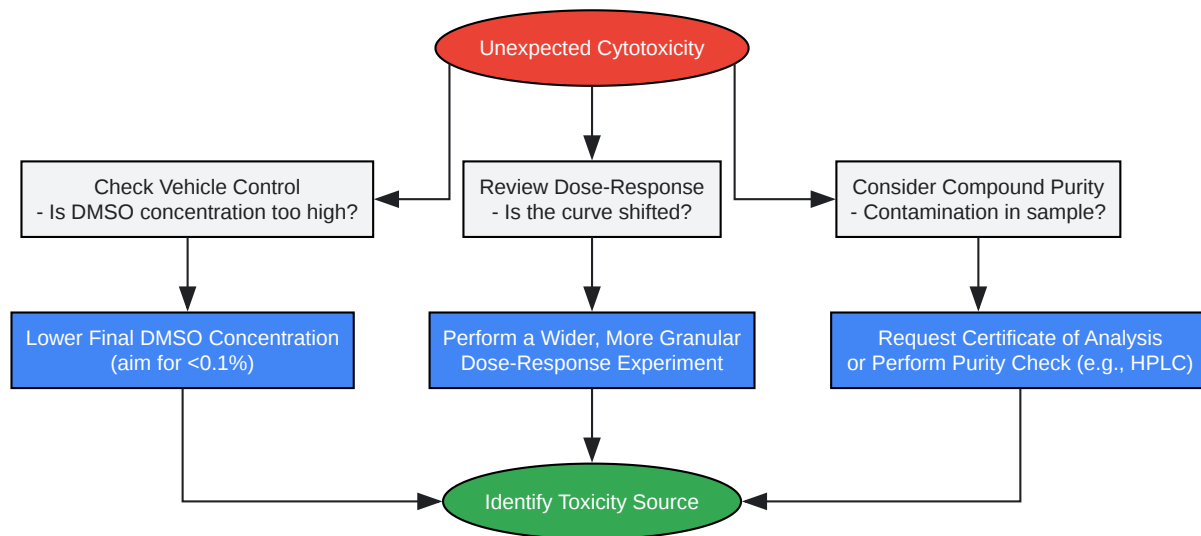 Unexpected Cytotoxicity
Check Vehicle Control
- Is DMSO concentration too high?
Review Dose-Response
- Is the curve shifted?
Consider Compound Purity
- Contamination in sample?
Lower Final DMSO Concentration
(aim for <0.1%)
Perform a Wider, More Granular
Dose-Response Experiment
Request Certificate of Analysis
or Perform Purity Check (e.g., HPLC)
Identify Toxicity Source